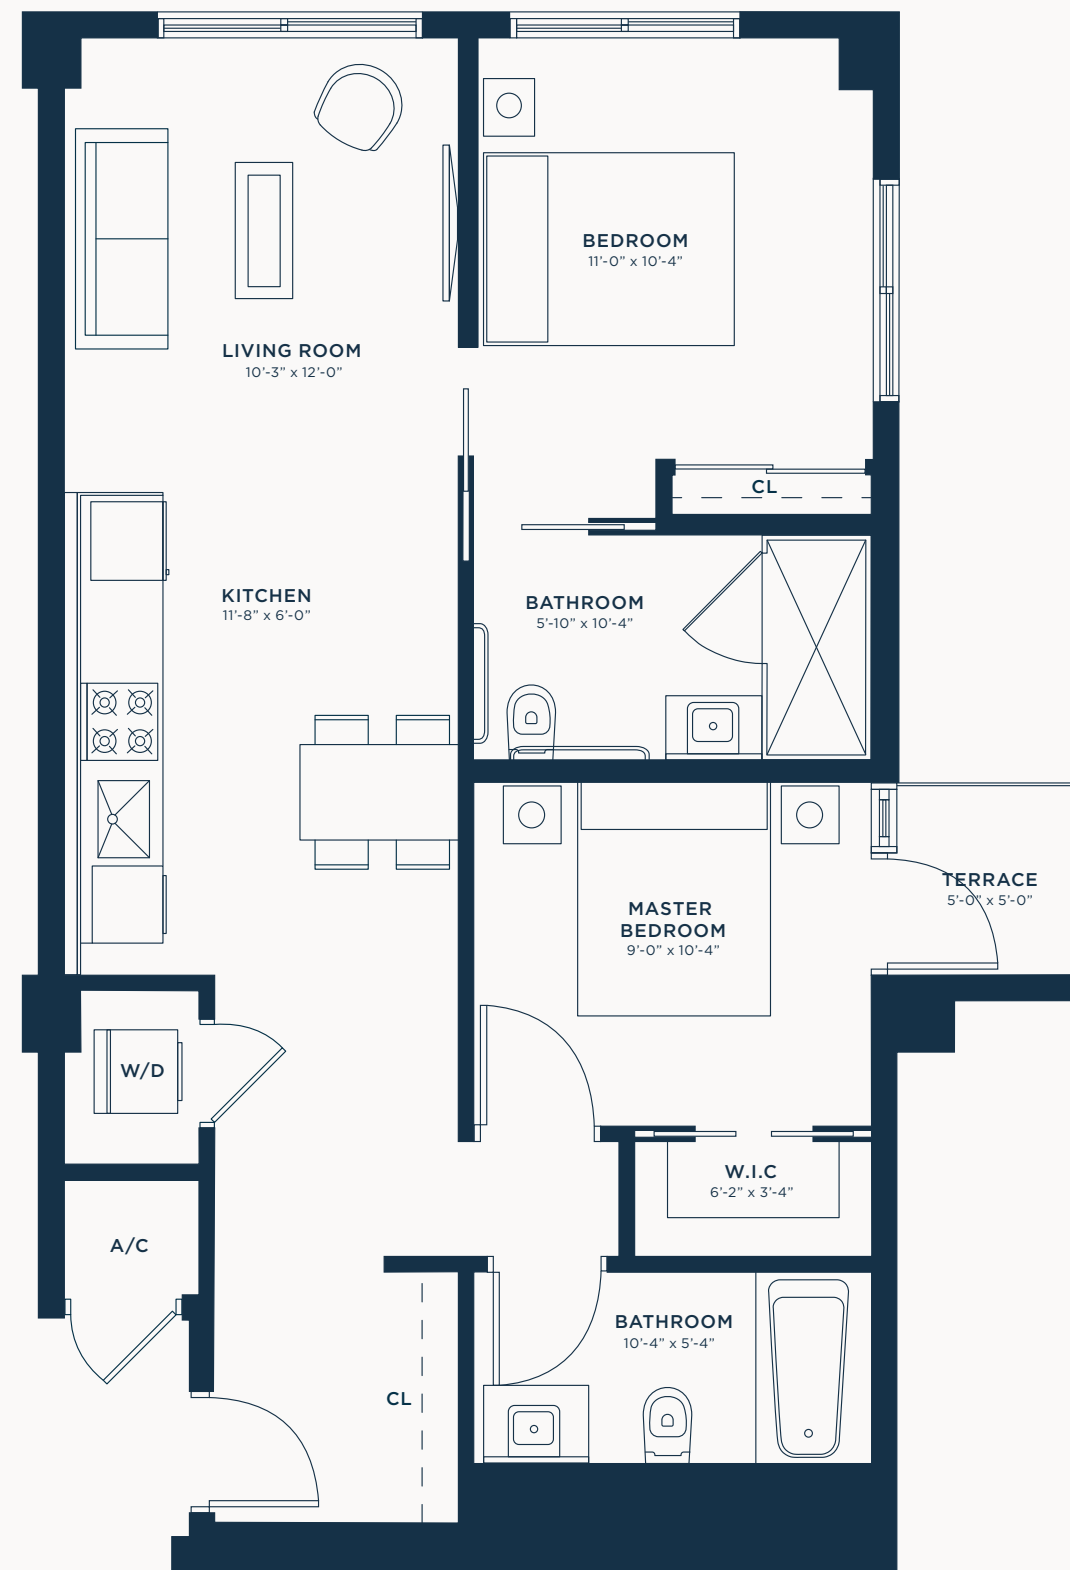 BEDROOM
11'-0” x 10'-4”
LIVING ROOM
10'-3” x 12'-0”
CL
KITCHEN
11'-8” x 6'-0”
BATHROOM
5'-10” x 10'-4”
TERRACE
5'-0” x 5'-0”
MASTER
BEDROOM
9'-0” x 10'-4”
W/D
W.I.C
6'-2” x 3'-4”
A/C
BATHROOM
10'-4” x 5'-4”
CL